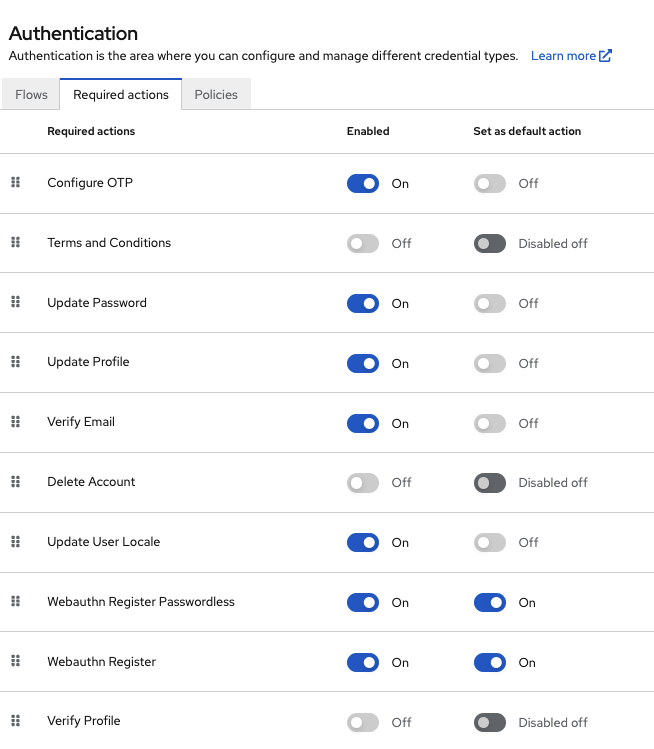 Authentication
Authentication is the area where you can configure and manage different credential types. Learn more
Flows Required actions Policies
Required actions Enabled Set as default action
Configure OTP On Off
Terms and Conditions Off Disabled off
Update Password On Off
Update Profile On Off
Verify Email On Off
Delete Account Off Disabled off
Update User Locale On Off
Webauthn Register Passwordless On On
Webauthn Register On On
Verify Profile Off Disabled off